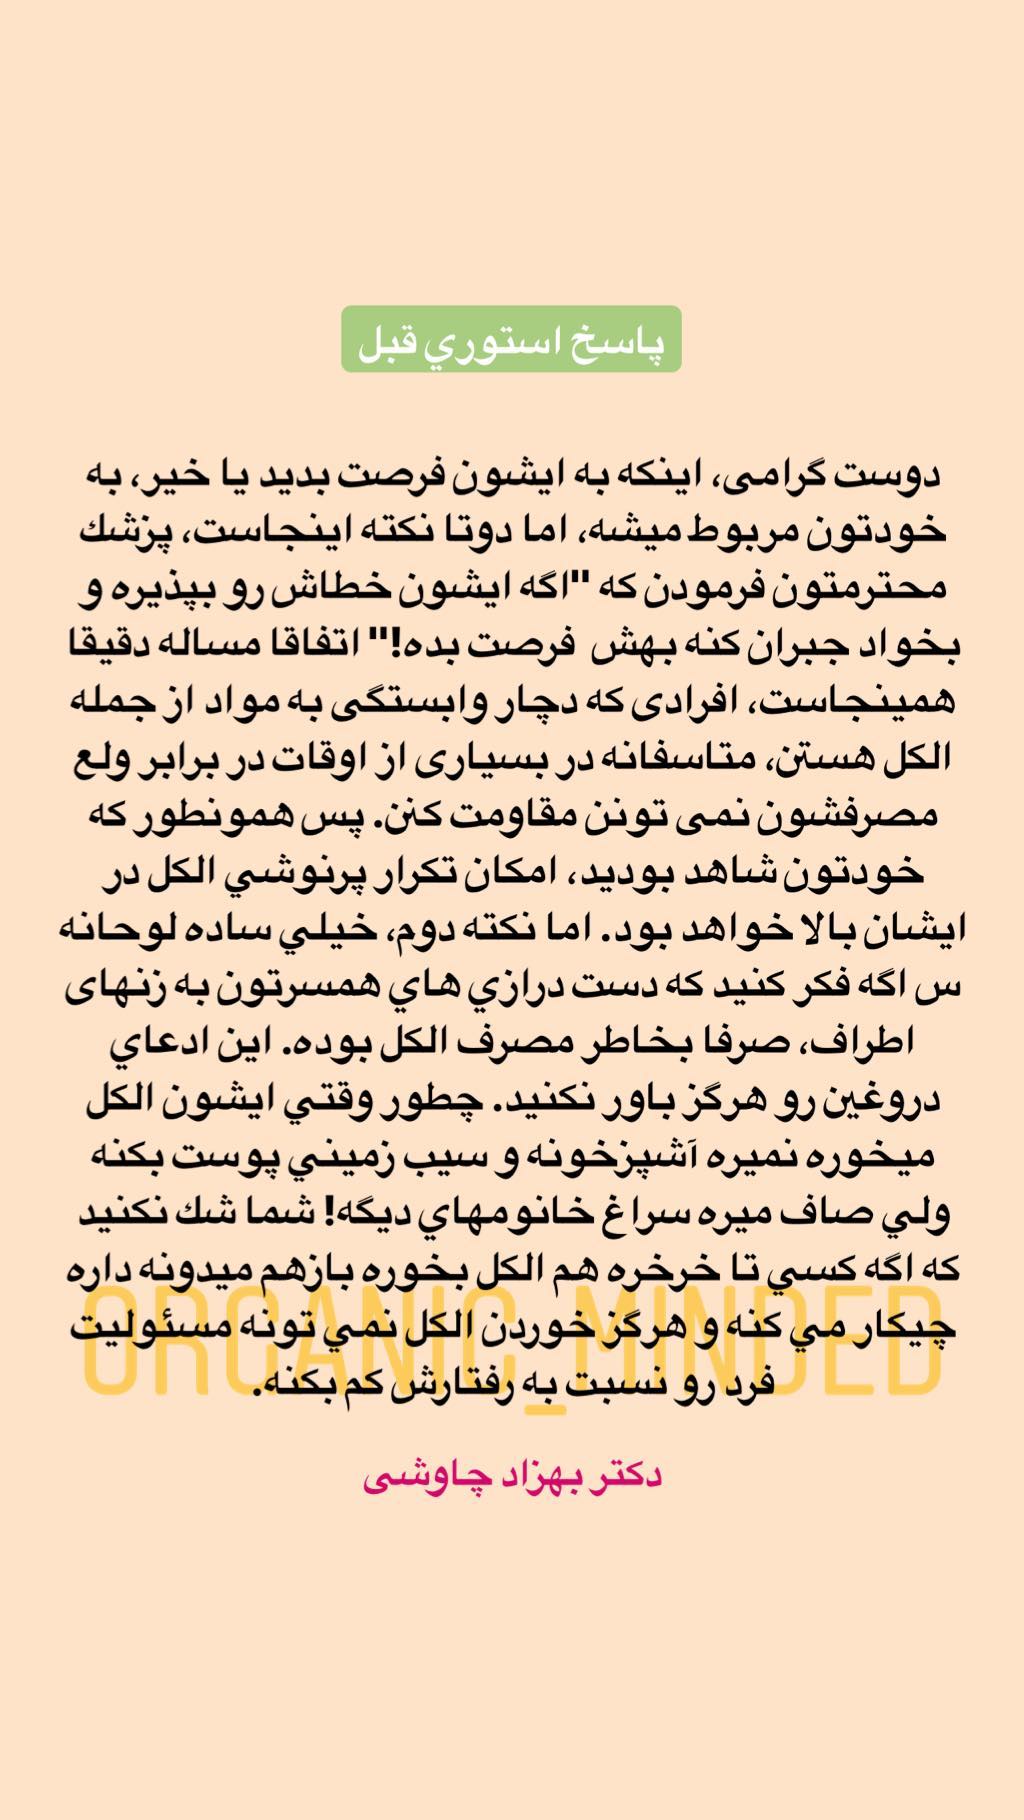 پاسخ استوري قبل
دوست گرامی، اینکه به ایشون فرصت بدید یا خیر، به
خودتون مربوط میشه، اما دوتا نکته اینجاست، پزشك
محترمتون فرمودن که "اگه ایشون خطاش رو بپذیره و
بخواد جبران کنه بهش  فرصت بده!" اتفاقا مساله دقیقا
همینجاست، افرادی که دچار وابستگی به مواد از جمله
الکل هستن، متاسفانه در بسیاری از اوقات در برابر ولع
مصرفشون نمی تونن مقاومت کنن. پس همونطور که
خودتون شاهد بودید، امکان تکرار پرنوشي الکل در
ایشان بالا خواهد بود. اما نکته دوم، خیلي ساده لوحانه
س اگه فکر کنید که دست درازي هاي همسرتون به زنهای
اطراف، صرفا بخاطر مصرف الکل بوده. این ادعاي
دروغین رو هرگز باور نکنید. چطور وقتي ایشون الکل
میخوره نمیره آشپزخونه و سیب زمیني پوست بکنه
ولي صاف میره سراغ خانومهاي دیگه! شما شك نکنید
که اگه کسي تا خرخره هم الکل بخوره بازهم میدونه داره
چیکار مي کنه و هرگز خوردن الکل نمي تونه مسئولیت
فرد رو نسبت به رفتارش کم بکنه.
ORGANIC_MINDED
دکتر بهزاد چاوشی